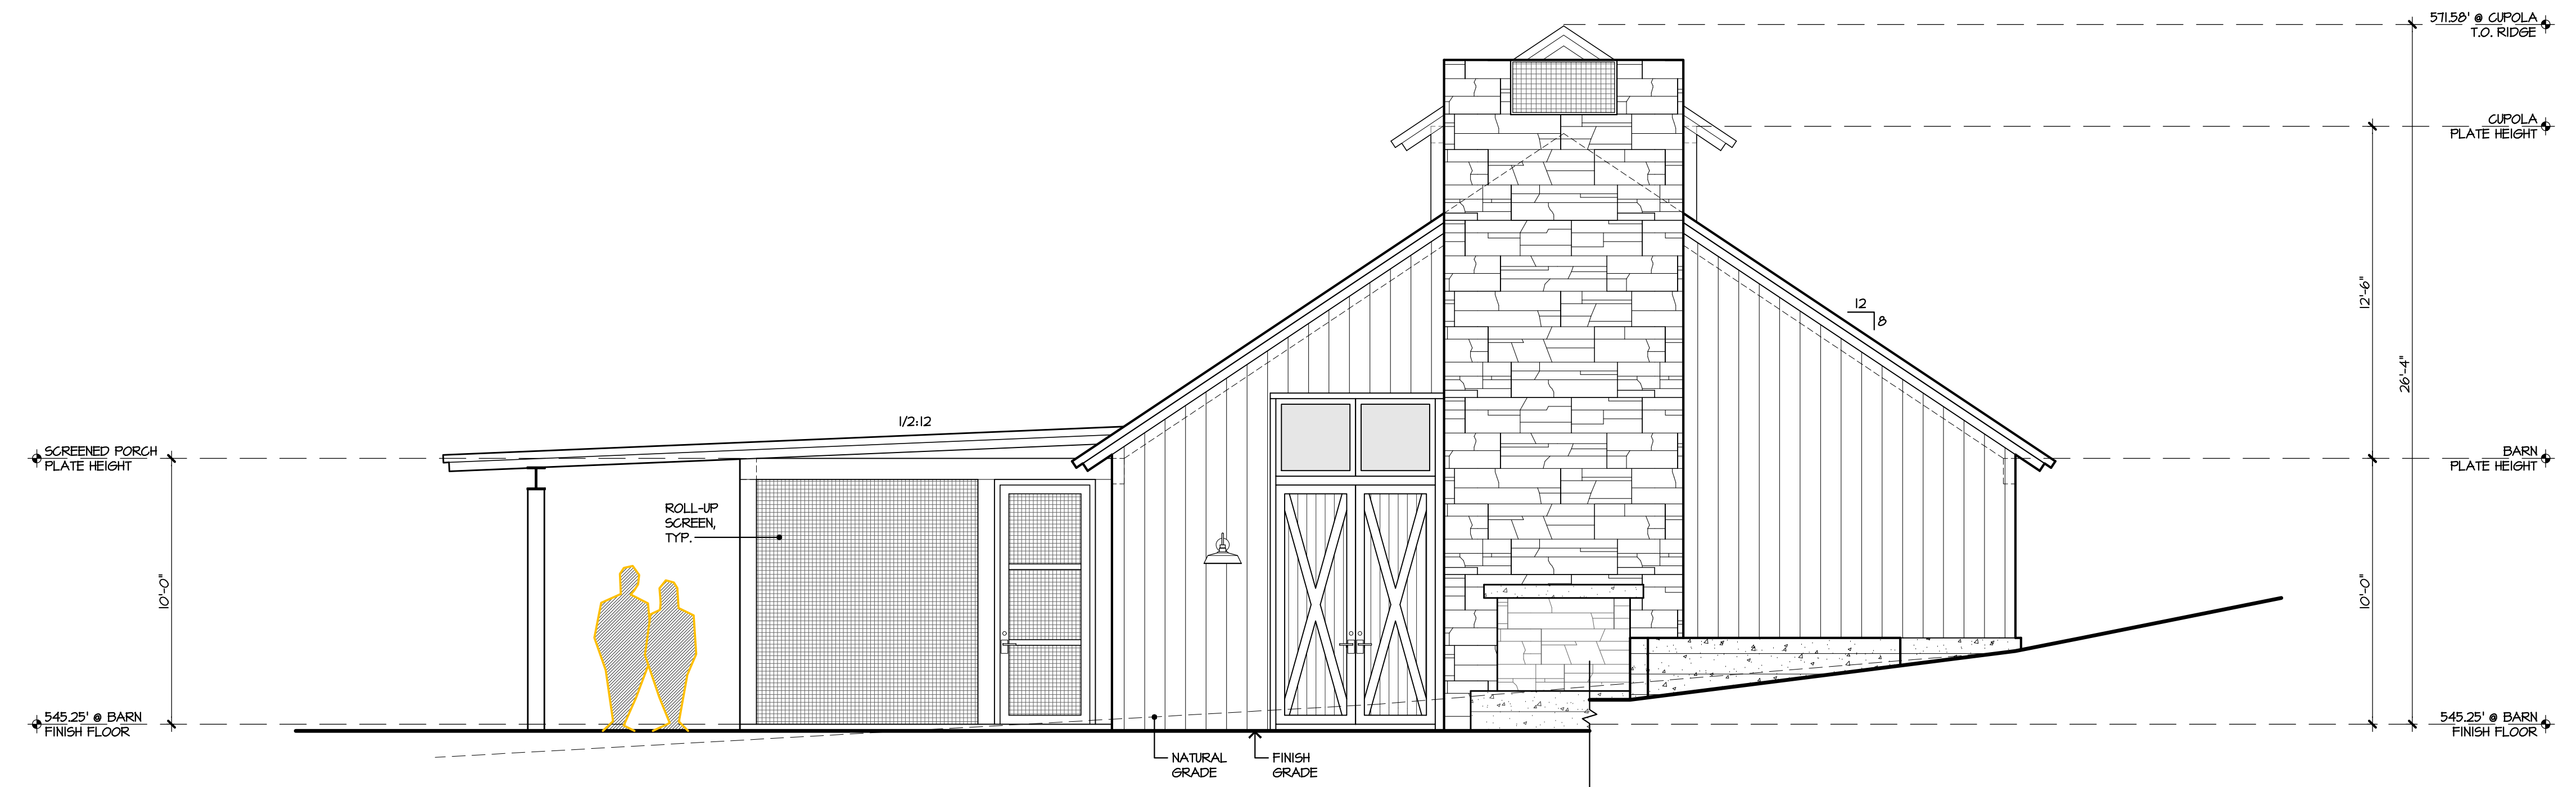 571.58' @ CUPOLA
T.O. RIDGE
CUPOLA
PLATE HEIGHT
12'-6"
12
8
26'-4"
1/2:12
SCREENED PORCH
PLATE HEIGHT
BARN
PLATE HEIGHT
ROLL-UP
SCREEN,
TYP.
10'-0"
10'-0"
545.25' @ BARN
FINISH FLOOR
545.25' @ BARN
FINISH FLOOR
NATURAL
GRADE
FINISH
GRADE